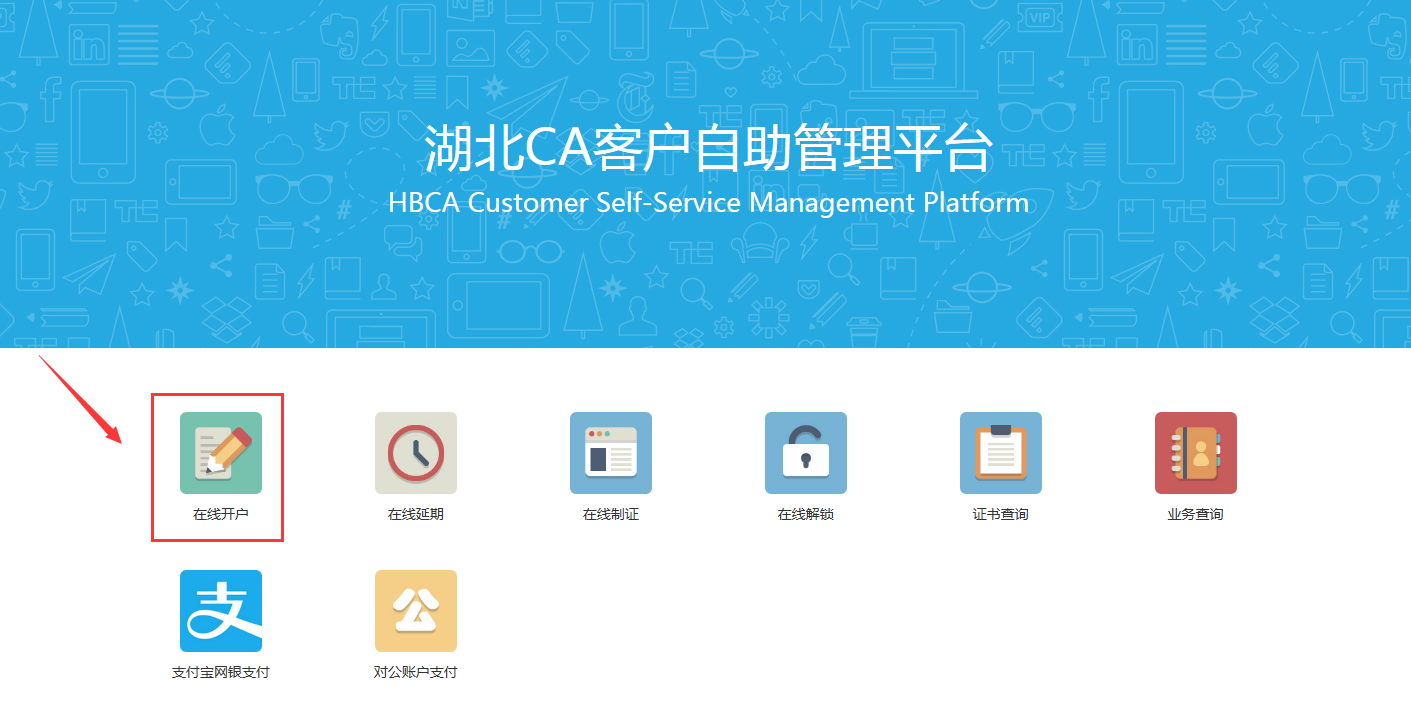 VIP
湖北CA客户自助管理平台
HBCA Customer Self-Service Management Platform
在线开户
在线延期
在线制证
在线解锁
证书查询
业务查询
支付宝网银支付
对公账户支付